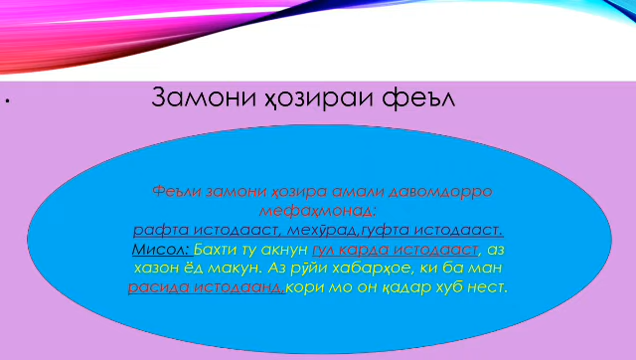 • Замони ҳозираи феъл
Феъли замони ҳозира амали давомдорро
мефаҳмонад:
рафта истодааст, мехӯрад,гуфта истодааст.
Мисол: Бахти ту акнун гул карда истодааст, аз
хазон ёд макун. Аз рӯйи хабарҳое, ки ба ман
расида истодаанд,кори мо он қадар хуб нест.